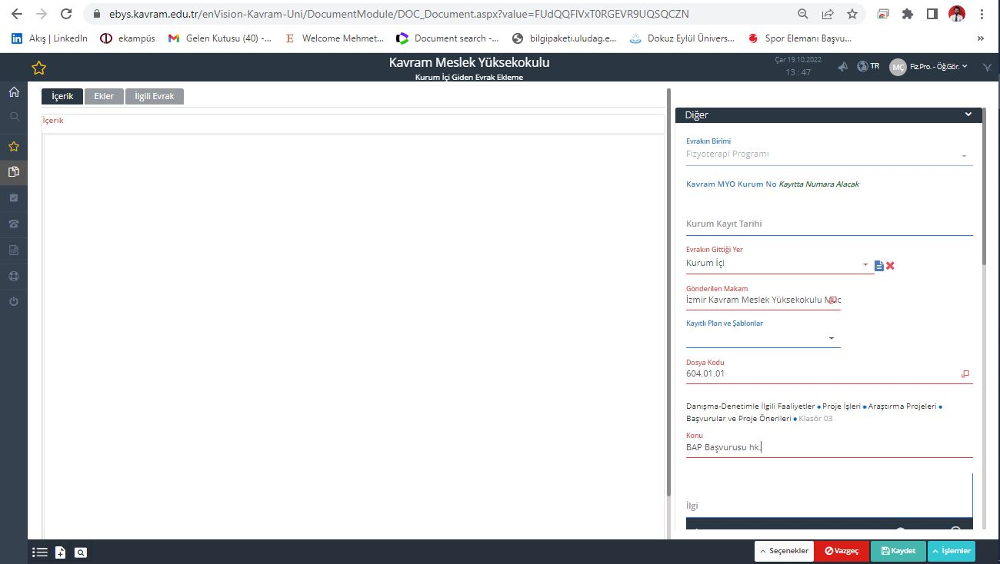 ebys.kavram.edu.tr/enVision-Kavram-Uni/DocumentModule/DOC_Document.aspx?value=FUdQQFlVxT0RGEVR9UQSQCZN
Akış | LinkedIn
ekampüs
Gelen Kutusu (40) -...
Welcome Mehmet...
Document search -...
bilgipaketi.uludag.e...
Dokuz Eylül Univers...
Spor Elemanı Başvu...
»
Kavram Meslek Yüksekokulu
Kurum İçi Giden Evrak Ekleme
Çar 19.10.2022
13 : 47
TR
MÇ
Fiz.Pro. - Öğ.Gör.
İçerik
Ekler
İlgili Evrak
İçerik
Diğer
Evrakın Birimi
Fizyoterapi Programı
Kavram MYO Kurum No Kayıtta Numara Alacak
Kurum Kayıt Tarihi
Evrakın Gittiği Yer
Kurum İçi
Gönderilen Makam
İzmir Kavram Meslek Yüksekokulu
Kayıtlı Plan ve Şablonlar
Dosya Kodu
604.01.01
Danışma-Denetimle İlgili Faaliyetler • Proje İşleri • Araştırma Projeleri •
Başvurular ve Proje Önerileri • Klasör 03
Konu
BAP Başvurusu hk.
İlgi
Seçenekler
Vazgeç
Kaydet
İşlemler